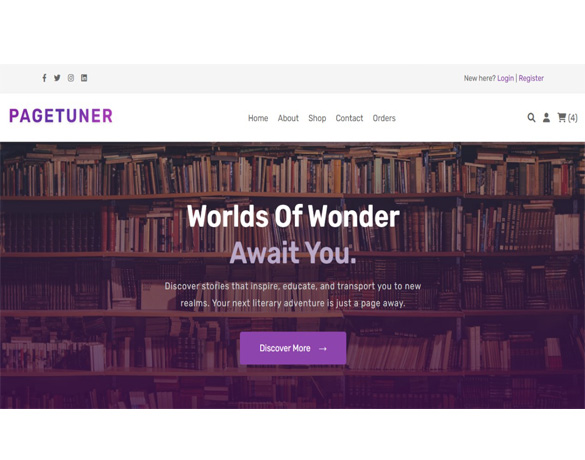 New here? Login | Register
PAGETUNER
Home About Shop Contact Orders
(4)
Worlds Of Wonder
Await You.
Discover stories that inspire, educate, and transport you to new
realms. Your next literary adventure is just a page away.
Discover More →